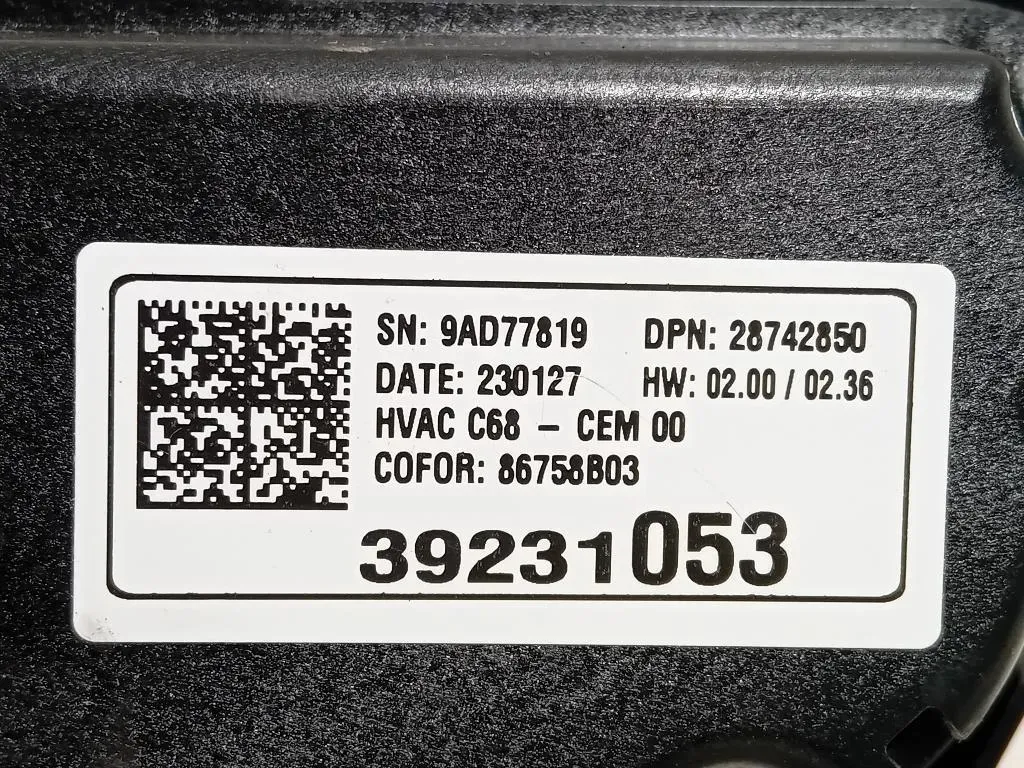 SN: 9AD77819 DPN: 28742850
DATE: 230127 HW: 02.00 / 02.36
HVAC C68 - CEM 00
COFOR: 86758B03
39231053